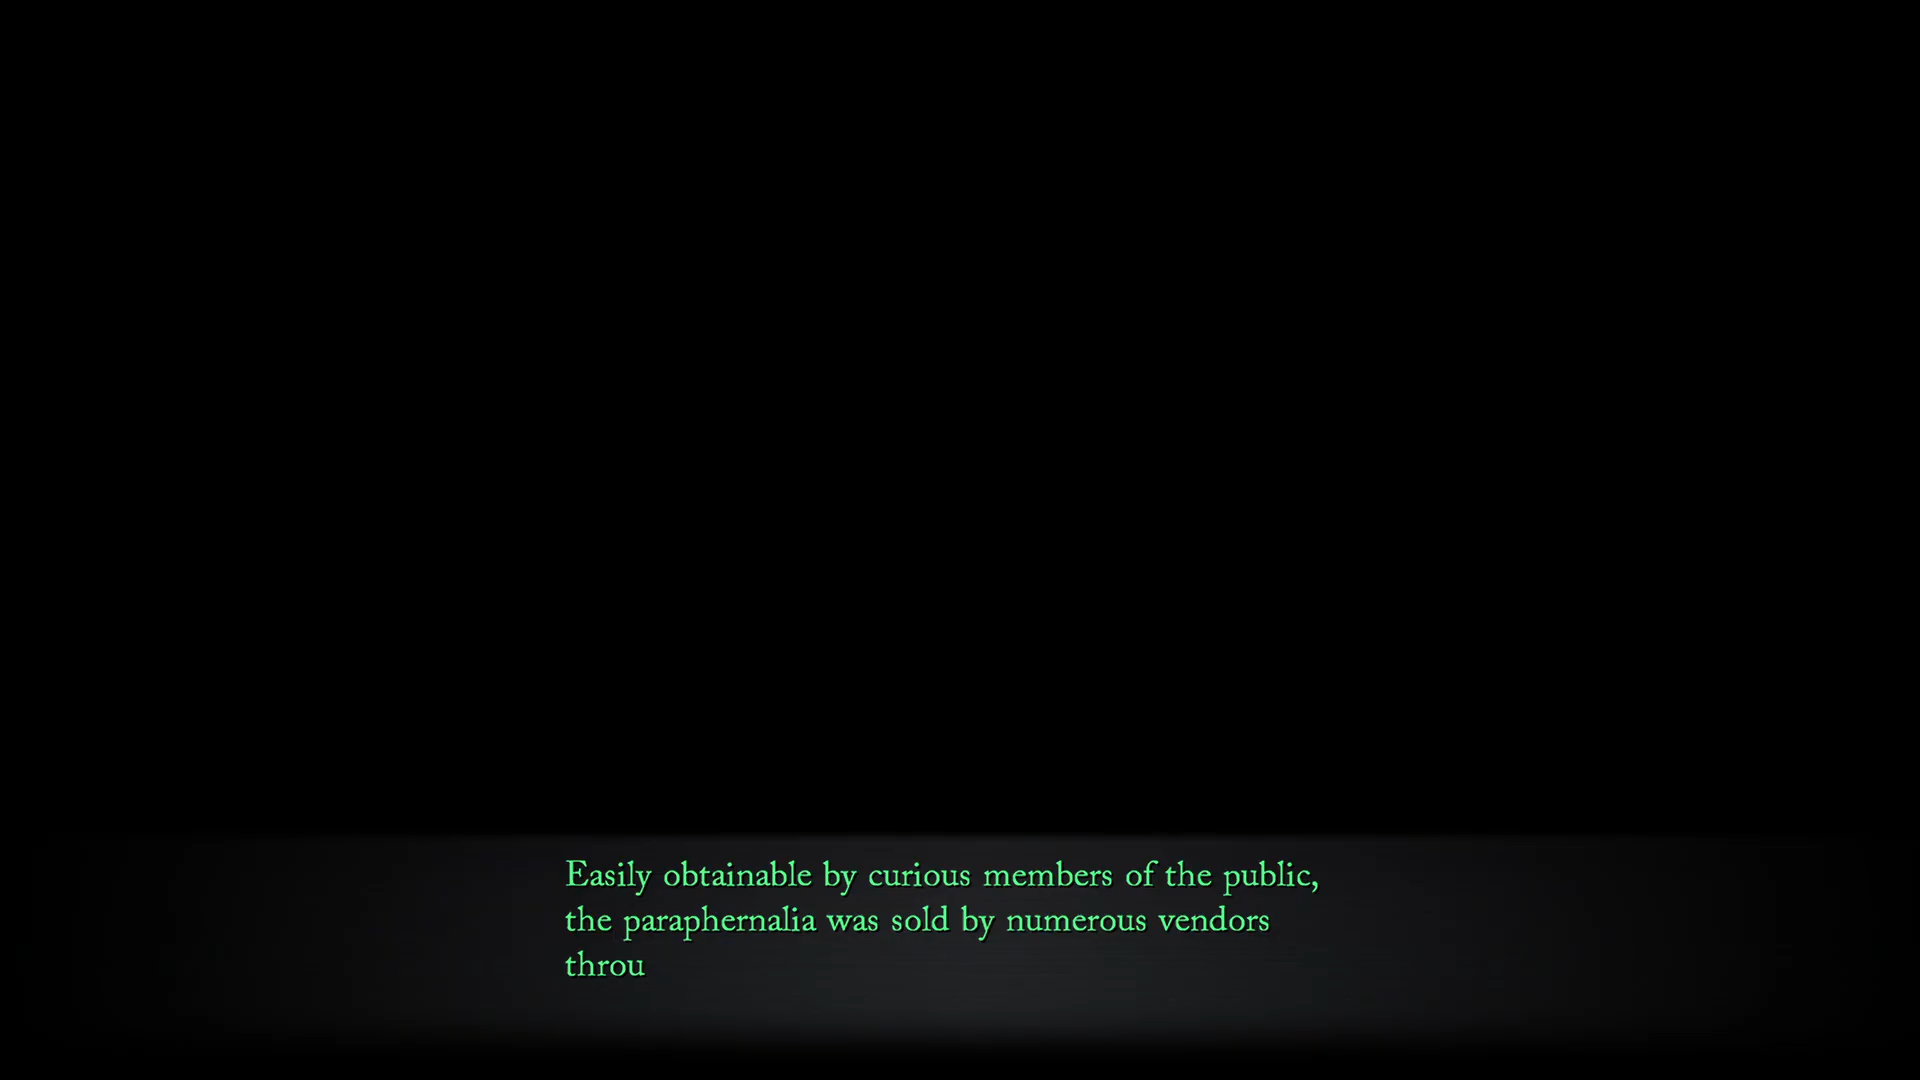 Easily obtainable by curious members of the public,
the paraphernalia was sold by numerous vendors
throu